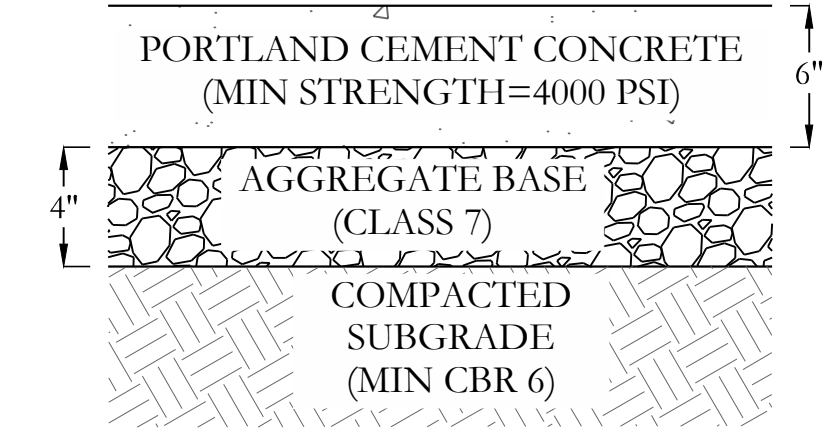 PORTLAND CEMENT CONCRETE
(MIN STRENGTH=4000 PSI)
6"
AGGREGATE BASE
(CLASS 7)
4"
COMPACTED
SUBGRADE
(MIN CBR 6)